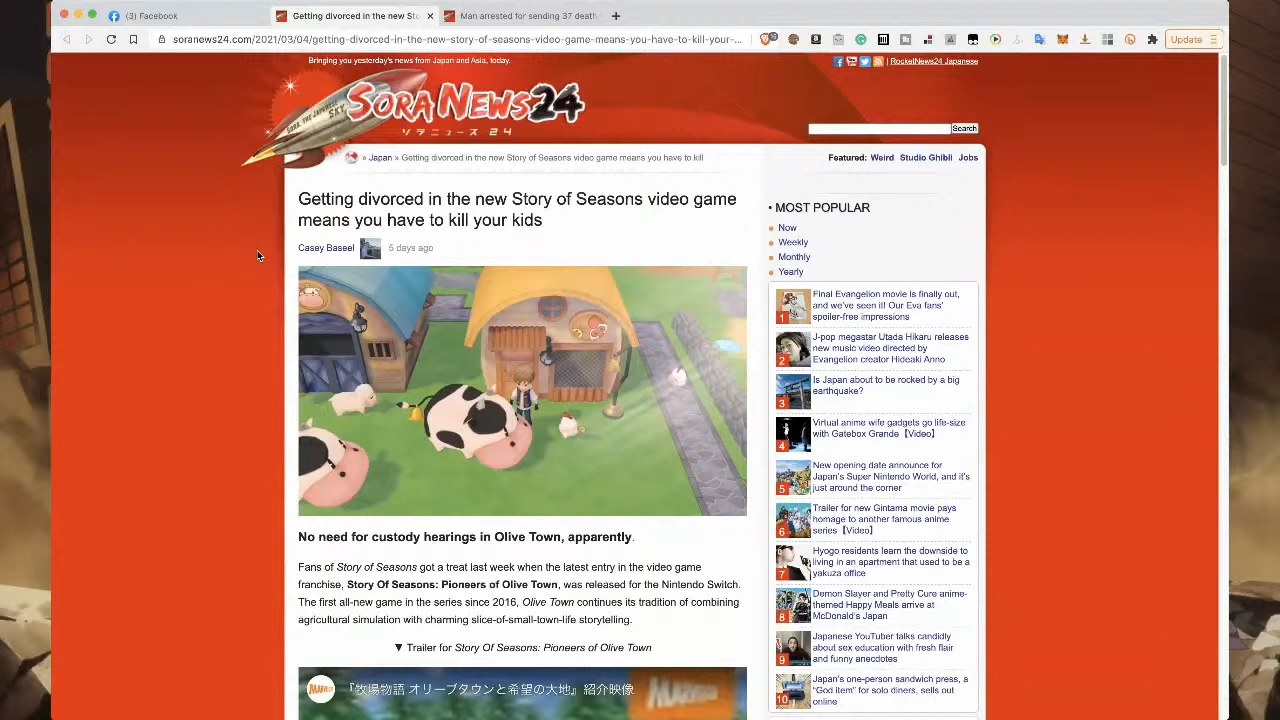 (3) Facebook
Getting divorced in the new Sto
Man arrested for sending 37 death
soranews24.com/2021/03/04/getting-divorced-in-the-new-story-of-seasons-video-game-means-you-have-to-kill-your-...
Update
Bringing you yesterday's news from Japan and Asia, today.
| RocketNews24 Japanese
SORA, THE JAPANESE SKY
SORA NEWS24
ソラニュース 24
Search
» Japan » Getting divorced in the new Story of Seasons video game means you have to kill
Featured: Weird Studio Ghibli Jobs
Getting divorced in the new Story of Seasons video game
means you have to kill your kids
Casey Baseel 5 days ago
No need for custody hearings in Olive Town, apparently.
Fans of Story of Seasons got a treat last week when the latest entry in the video game
franchise, Story Of Seasons: Pioneers of Olive Town, was released for the Nintendo Switch.
The first all-new game in the series since 2016, Olive Town continues its tradition of combining
agricultural simulation with charming slice-of-small-town-life storytelling.
▼ Trailer for Story Of Seasons: Pioneers of Olive Town
『牧場物語 オリーブタウンと希望の大地』紹介映像
• MOST POPULAR
Now
Weekly
Monthly
Yearly
1
Final Evangelion movie is finally out,
and we've seen it! Our Eva fans'
spoiler-free impressions
2
J-pop megastar Utada Hikaru releases
new music video directed by
Evangelion creator Hideaki Anno
3
Is Japan about to be rocked by a big
earthquake?
4
Virtual anime wife gadgets go life-size
with Gatebox Grande【Video】
5
New opening date announce for
Japan's Super Nintendo World, and it's
just around the corner
6
Trailer for new Gintama movie pays
homage to another famous anime
series【Video】
7
Hyogo residents learn the downside to
living in an apartment that used to be a
yakuza office
8
Demon Slayer and Pretty Cure anime-
themed Happy Meals arrive at
McDonald's Japan
9
Japanese YouTuber talks candidly
about sex education with fresh flair
and funny anecdotes
10
Japan's one-person sandwich press, a
"God item" for solo diners, sells out
online